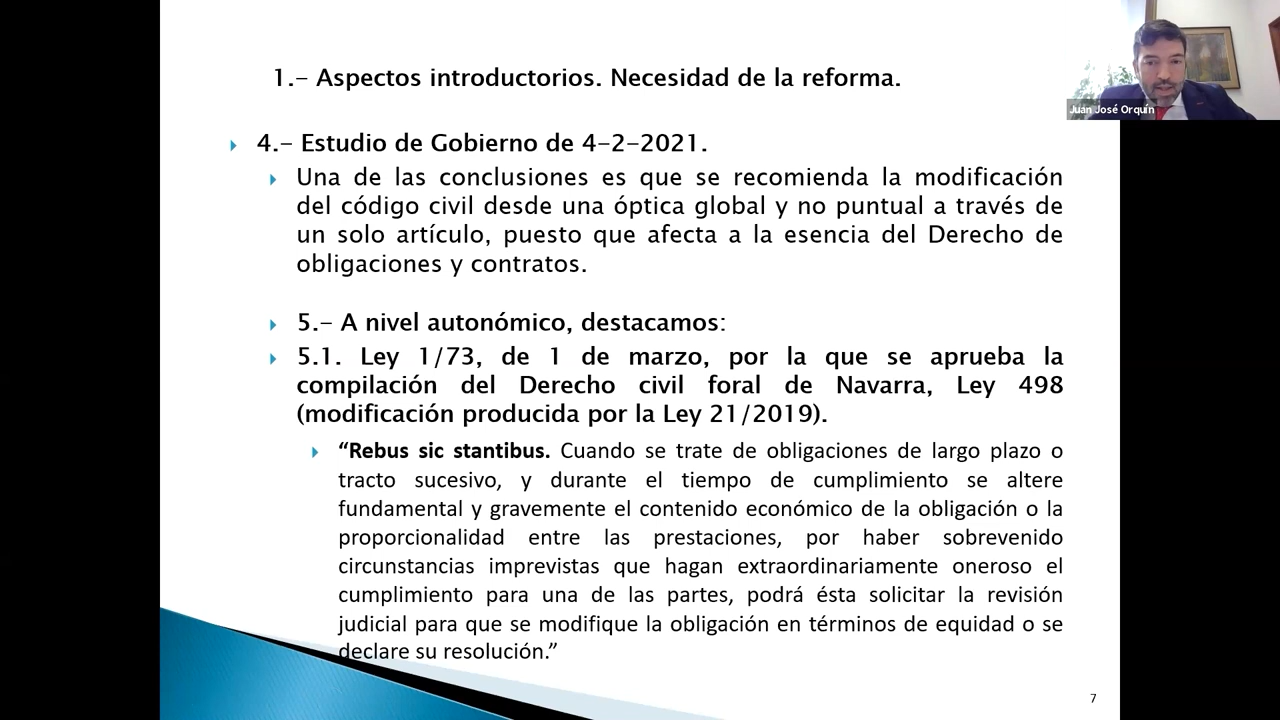 1.- Aspectos introductorios. Necesidad de la reforma.
Juan José Orquín
4.- Estudio de Gobierno de 4-2-2021.
Una de las conclusiones es que se recomienda la modificación
del código civil desde una óptica global y no puntual a través de
un solo artículo, puesto que afecta a la esencia del Derecho de
obligaciones y contratos.
5.- A nivel autonómico, destacamos:
5.1. Ley 1/73, de 1 de marzo, por la que se aprueba la
compilación del Derecho civil foral de Navarra, Ley 498
(modificación producida por la Ley 21/2019).
“Rebus sic stantibus. Cuando se trate de obligaciones de largo plazo o
tracto sucesivo, y durante el tiempo de cumplimiento se altere
fundamental y gravemente el contenido económico de la obligación o la
proporcionalidad entre las prestaciones, por haber sobrevenido
circunstancias imprevistas que hagan extraordinariamente oneroso el
cumplimiento para una de las partes, podrá ésta solicitar la revisión
judicial para que se modifique la obligación en términos de equidad o se
declare su resolución.”
7